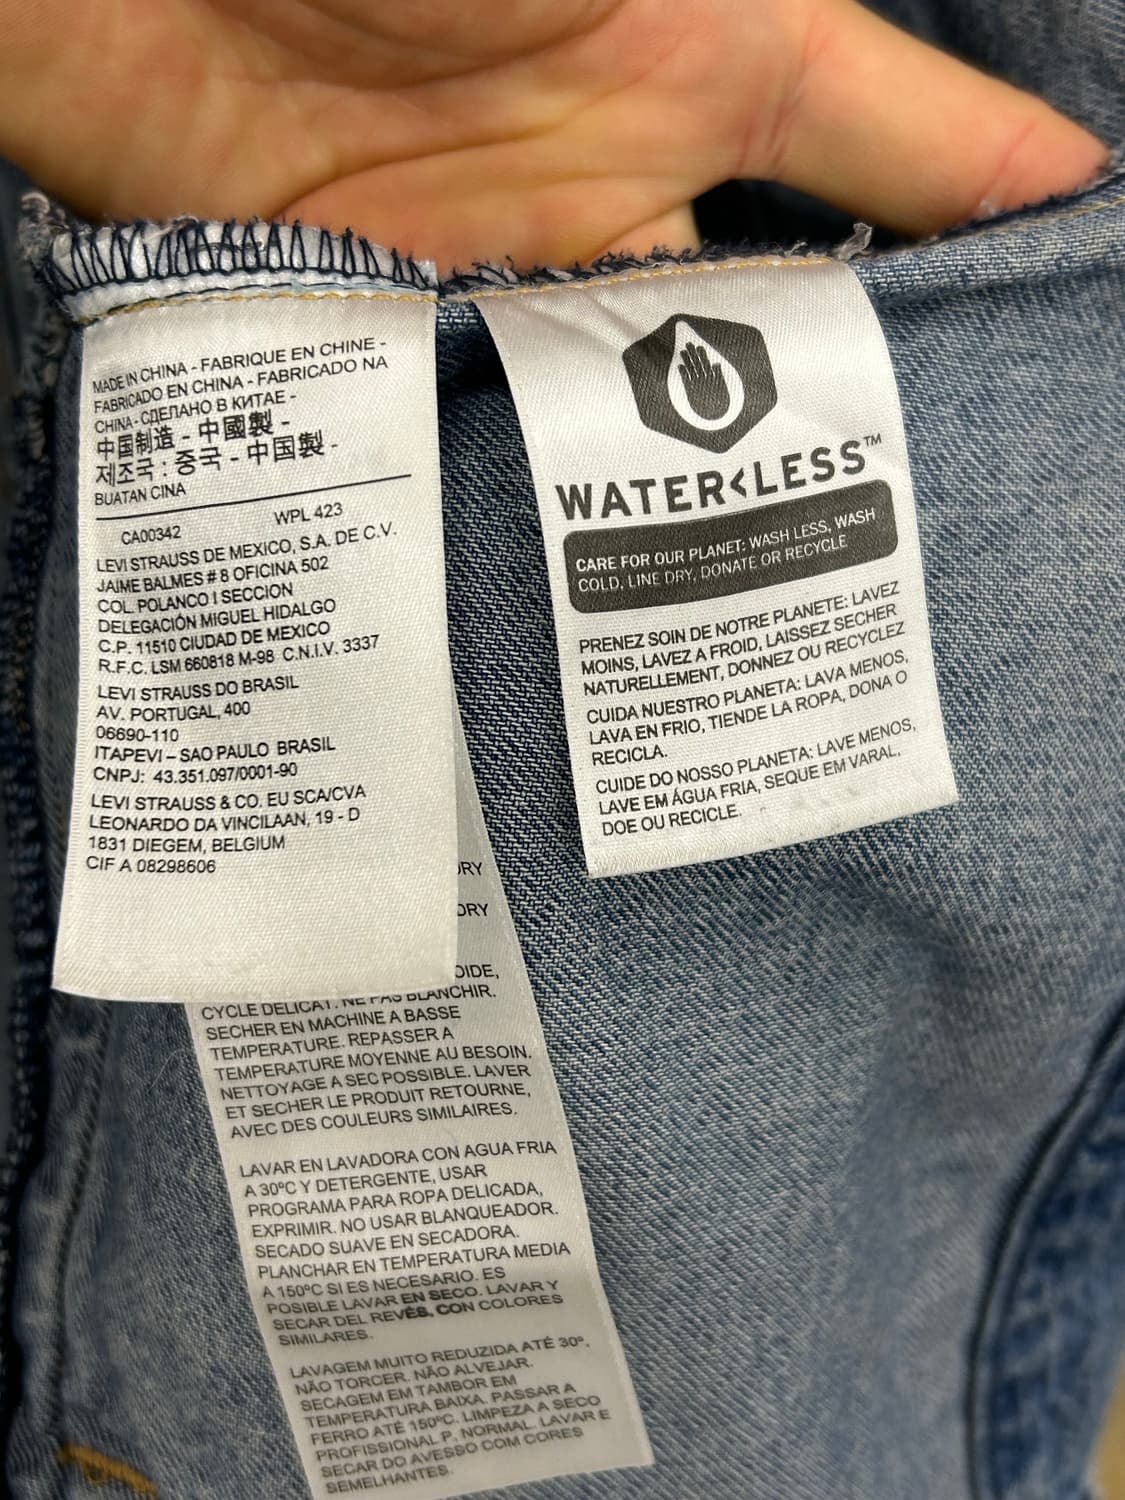 MADE IN CHINA - FABRIQUE EN CHINE -
FABRICADO EN CHINA - FABRICADO NA
CHINA - СДЕЛАНО В КИТАЕ -
中国制造 - 中國製 -
제조국 : 중국 - 中国製 -
BUATAN CINA
CA00342 WPL 423
LEVI STRAUSS DE MEXICO, S.A. DE C.V.
JAIME BALMES # 8 OFICINA 502
COL. POLANCO I SECCION
DELEGACIÓN MIGUEL HIDALGO
C.P. 11510 CIUDAD DE MEXICO
R.F.C. LSM 660818 M-98 C.N.I.V. 3337
LEVI STRAUSS DO BRASIL
AV. PORTUGAL, 400
06690-110
ITAPEVI – SAO PAULO BRASIL
CNPJ: 43.351.097/0001-90
LEVI STRAUSS & CO. EU SCA/CVA
LEONARDO DA VINCILAAN, 19 - D
1831 DIEGEM, BELGIUM
CIF A 08298606
WATER<LESS™
CARE FOR OUR PLANET: WASH LESS, WASH
COLD, LINE DRY, DONATE OR RECYCLE
PRENEZ SOIN DE NOTRE PLANETE: LAVEZ
MOINS, LAVEZ A FROID, LAISSEZ SECHER
NATURELLEMENT, DONNEZ OU RECYCLEZ
CUIDA NUESTRO PLANETA: LAVA MENOS,
LAVA EN FRIO, TIENDE LA ROPA, DONA O
RECICLA.
CUIDE DO NOSSO PLANETA: LAVE MENOS,
LAVE EM ÁGUA FRIA, SEQUE EM VARAL,
DOE OU RECICLE.
DRY
OIDE,
CYCLE DELICAT. NE PAS BLANCHIR.
SECHER EN MACHINE A BASSE
TEMPERATURE. REPASSER A
TEMPERATURE MOYENNE AU BESOIN.
NETTOYAGE A SEC POSSIBLE. LAVER
ET SECHER LE PRODUIT RETOURNE,
AVEC DES COULEURS SIMILAIRES.
LAVAR EN LAVADORA CON AGUA FRIA
A 30ºC Y DETERGENTE, USAR
PROGRAMA PARA ROPA DELICADA,
EXPRIMIR. NO USAR BLANQUEADOR.
SECADO SUAVE EN SECADORA.
PLANCHAR EN TEMPERATURA MEDIA
A 150ºC SI ES NECESARIO. ES
POSIBLE LAVAR EN SECO. LAVAR Y
SECAR DEL REVÉS, CON COLORES
SIMILARES.
LAVAGEM MUITO REDUZIDA ATÉ 30º,
NÃO TORCER. NÃO ALVEJAR.
SECAGEM EM TAMBOR EM
TEMPERATURA BAIXA. PASSAR A
FERRO ATÉ 150ºC. LIMPEZA A SECO
PROFISSIONAL P, NORMAL. LAVAR E
SECAR DO AVESSO COM CORES
SEMELHANTES.